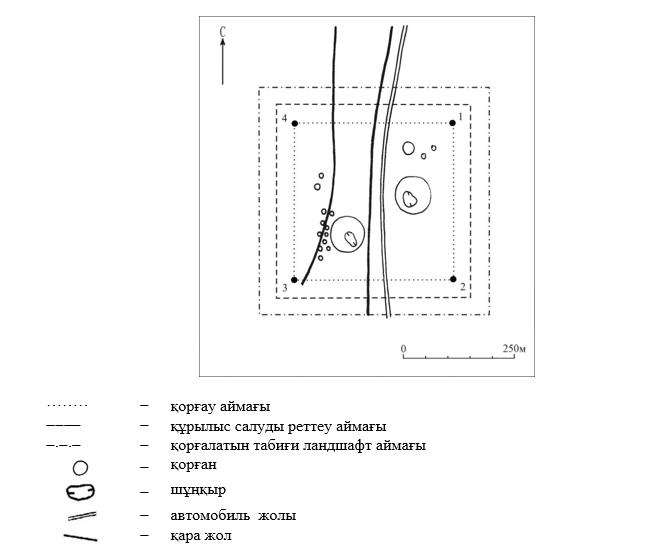 С
4
1
3
2
0
250м
– қорғау аймағы
– құрылыс салуды реттеу аймағы
– қорғалатын табиғи ландшафт аймағы
– қорған
– шұңқыр
– автомобиль жолы
– қара жол